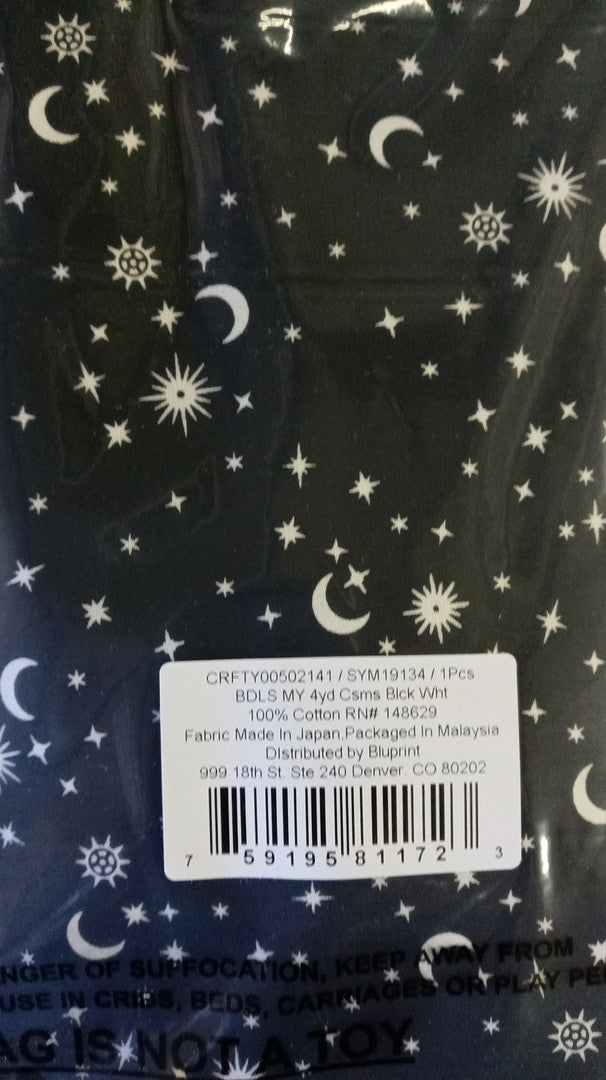 CRFTY00502141 / SYM19134 / 1Pcs
BDLS MY 4yd Csms Blck Wht
100% Cotton RN# 148629
Fabric Made In Japan,Packaged In Malaysia
DIstributed by Bluprint
999 18th St. Ste 240 Denver. CO 80202
7 59195 81172 3
NGER OF SUFFOCATION, KEEP AWAY FROM
USE IN CRIBS, BEDS, CARRIAGES OR PLAY PE
AG IS NOT A TOY